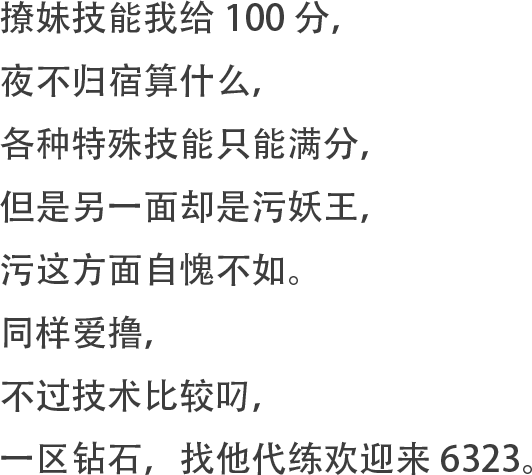 撩妹技能我给 100 分,
夜不归宿算什么,
各种特殊技能只能满分,
但是另一面却是污妖王,
污这方面自愧不如。
同样爱撸,
不过技术比较叨,
一区钻石，找他代练欢迎来 6323。